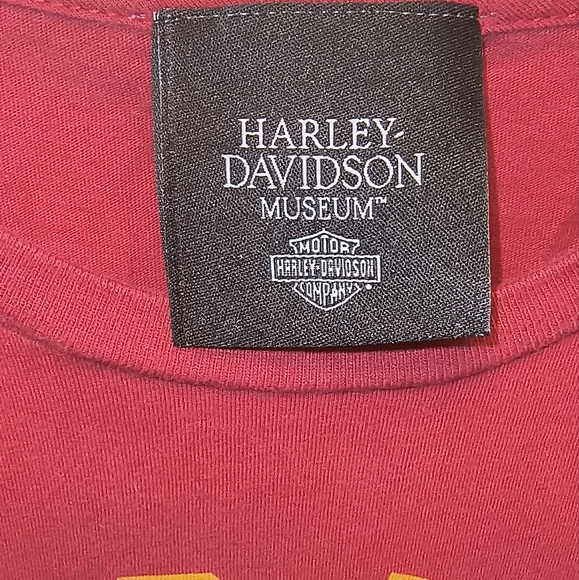 HARLEY-
DAVIDSON
MUSEUM™
MOTOR
HARLEY-DAVIDSON
COMPANY